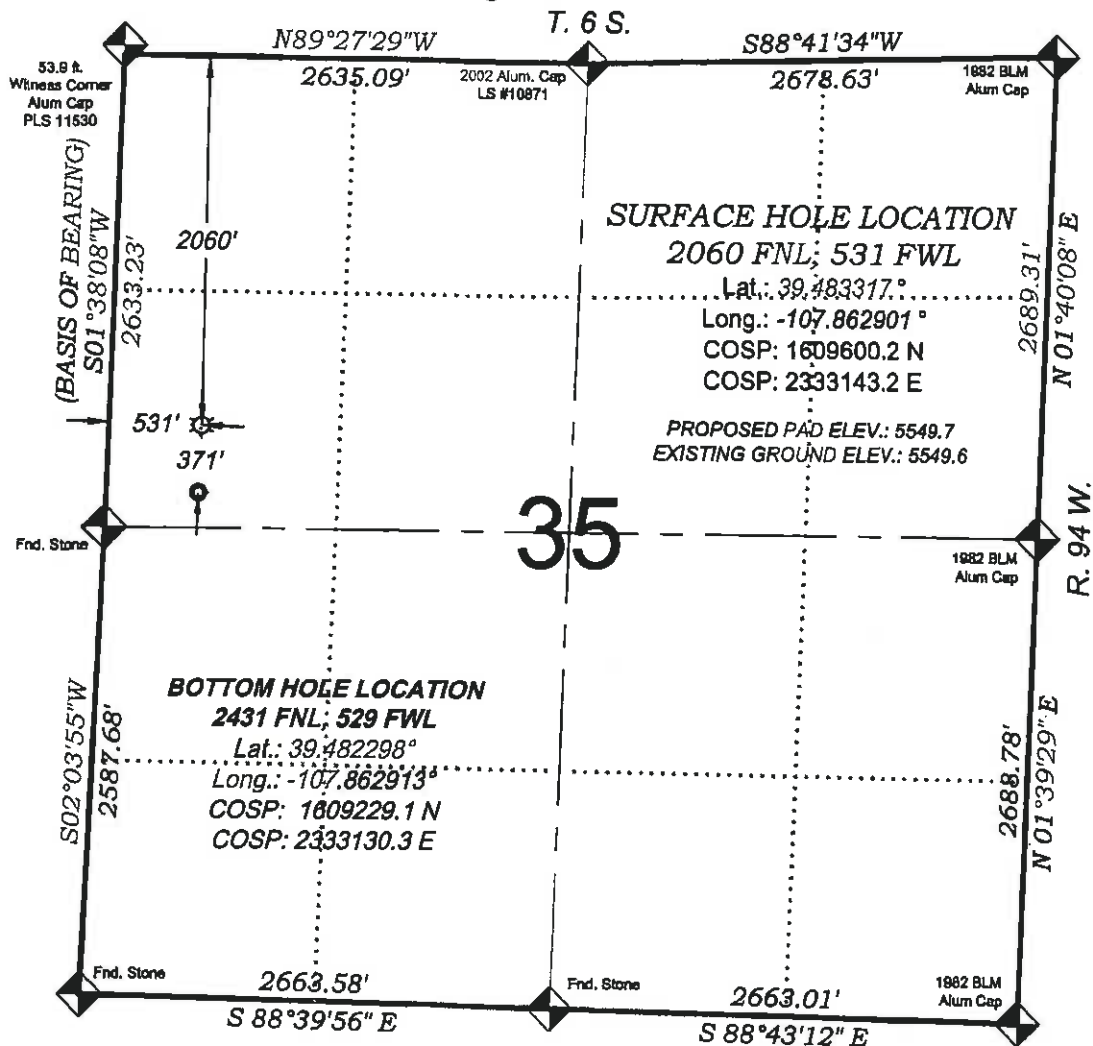 T. 6 S.
N89°27'29"W
S88°41'34"W
2635.09'
2678.63'
53.9 ft.
Witness Corner
Alum Cap
PLS 11530
2002 Alum. Cap
LS #10871
1982 BLM
Alum Cap
(BASIS OF BEARING)
S01°38'08"W
2633.23'
2060'
SURFACE HOLE LOCATION
2060 FNL; 531 FWL
Lat.: 39.483317°
Long.: -107.862901°
COSP: 1609600.2 N
COSP: 2333143.2 E
PROPOSED PAD ELEV.: 5549.7
EXISTING GROUND ELEV.: 5549.6
2689.31'
N 01°40'08" E
531'
371'
35
R. 94 W.
Fnd. Stone
1982 BLM
Alum Cap
BOTTOM HOLE LOCATION
2431 FNL; 529 FWL
Lat.: 39.482298°
Long.: -107.862913°
COSP: 1609229.1 N
COSP: 2333130.3 E
S02°03'55"W
2587.68'
2688.78'
N 01°39'29" E
Fnd. Stone
2663.58'
S 88°39'56" E
Fnd. Stone
2663.01'
S 88°43'12" E
1982 BLM
Alum Cap